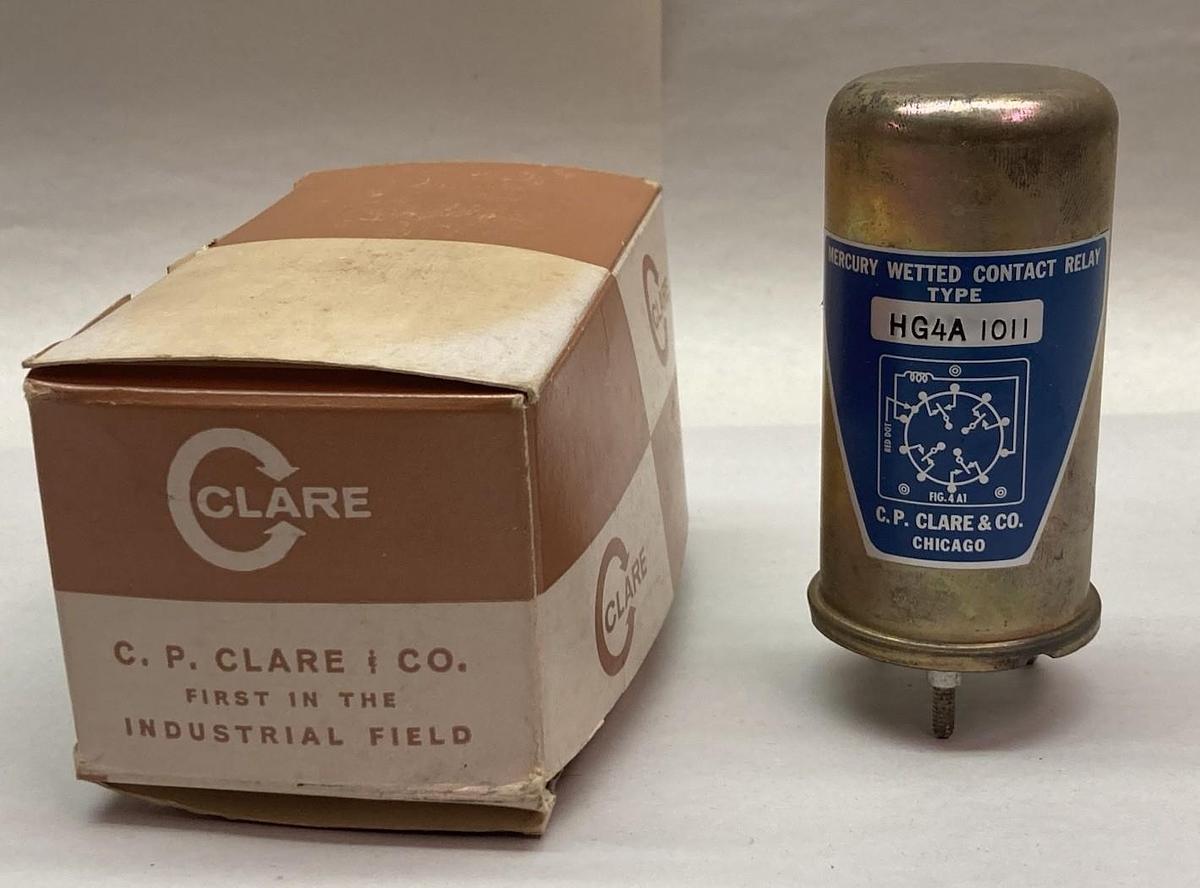 CLARE
C. P. CLARE & CO.
FIRST IN THE
INDUSTRIAL FIELD
CLARE
CLARE
MERCURY WETTED CONTACT RELAY
TYPE
HG4A 1011
RED DOT
FIG. 4 A1
C. P. CLARE & CO.
CHICAGO